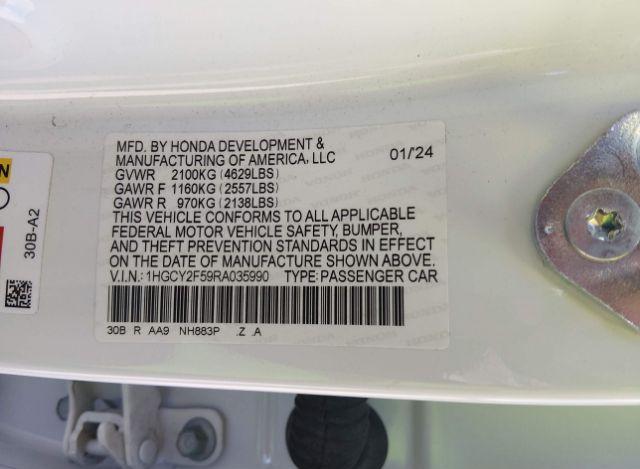 MFD. BY HONDA DEVELOPMENT &
MANUFACTURING OF AMERICA, LLC 01/'24
GVWR 2100KG (4629LBS)
GAWR F 1160KG (2557LBS)
GAWR R 970KG (2138LBS)
THIS VEHICLE CONFORMS TO ALL APPLICABLE
FEDERAL MOTOR VEHICLE SAFETY, BUMPER,
AND THEFT PREVENTION STANDARDS IN EFFECT
ON THE DATE OF MANUFACTURE SHOWN ABOVE.
V.I.N.: 1HGCY2F59RA035990 TYPE: PASSENGER CAR
30B R AA9 NH883P .Z .A
30B-A2